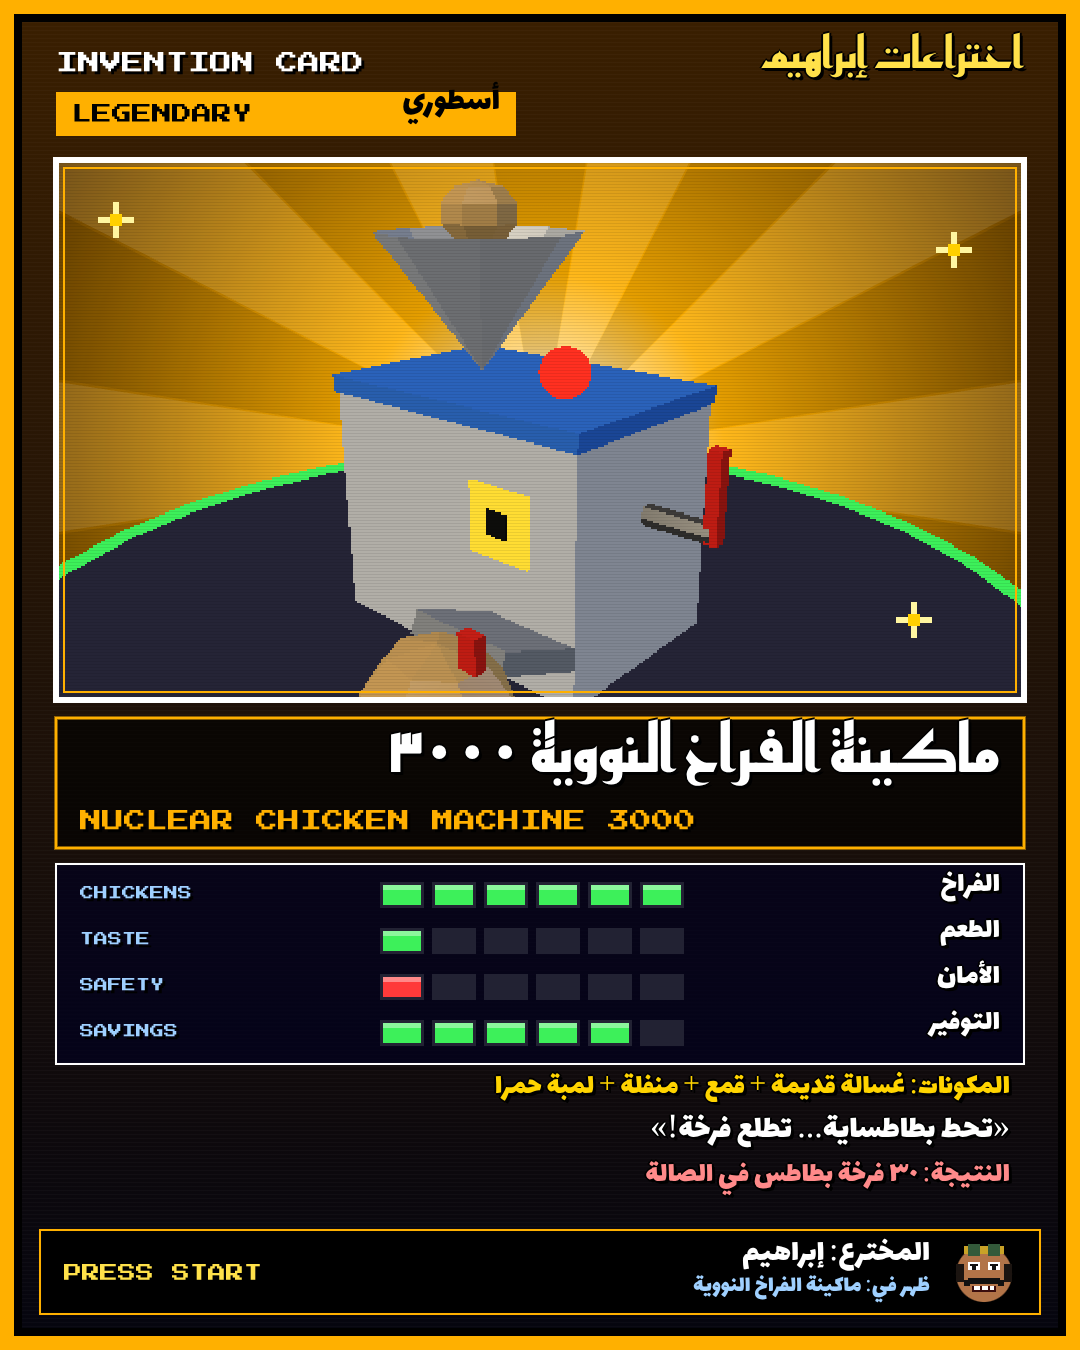 INVENTION CARD
اختراعات إبراهيم
LEGENDARY
أسطوري
ماكينة الفراخ النووية ٣٠٠٠
NUCLEAR CHICKEN MACHINE 3000
CHICKENS الفراخ
TASTE الطعم
SAFETY الأمان
SAVINGS التوفير
المكونات: غسالة قديمة + قمع + منفلة + لمبة حمرا
«تحط بطاطساية... تطلع فرخة!»
النتيجة: ٣٠ فرخة بطاطس في الصالة
المخترع: إبراهيم
ظهر في: ماكينة الفراخ النووية
PRESS START